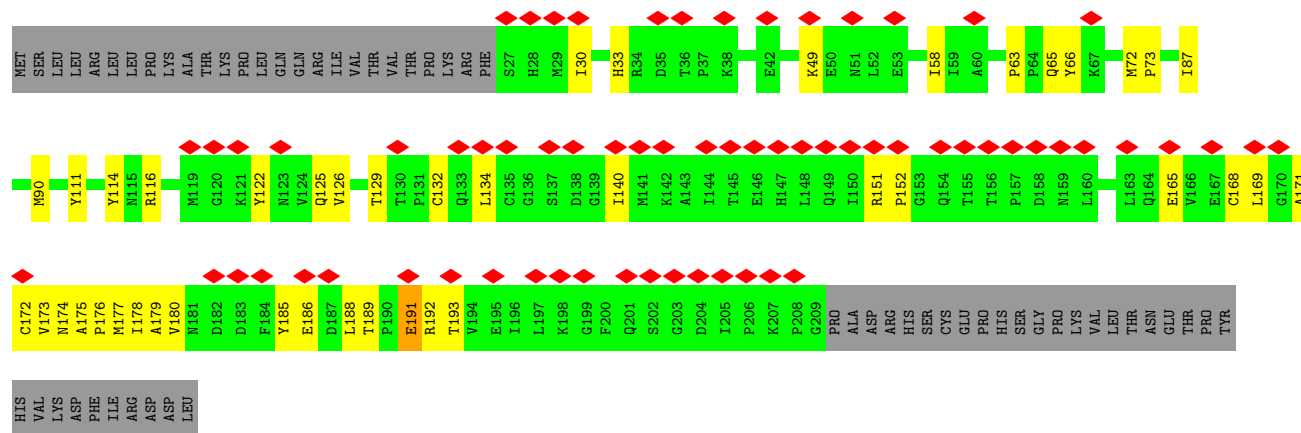 MET SER LEU LEU ARG LEU LEU PRO LYS ALA THR LYS PRO LEU GLN GLN ARG ILE VAL THR VAL THR PRO LYS ARG PHE S27 H28 M29 I30 H33 R34 D35 T36 P37 K38 E42 K49 E50 N51 L52 E53 I58 I59 A60 P63 P64 Q65 Y66 K67 M72 P73 I87
M90 Y111 Y114 N115 R116 M119 G120 K121 Y122 N123 V124 Q125 V126 T129 T130 P131 C132 Q133 L134 C135 G136 S137 D138 G139 I140 M141 K142 A143 I144 T145 E146 H147 L148 Q149 I150 R151 P152 G153 Q154 T155 T156 P157 D158 N159 L160 L163 Q164 E165 V166 E167 C168 L169 G170 A171
C172 V173 N174 A175 P176 M177 I178 A179 V180 N181 D182 D183 F184 Y185 E186 D187 L188 T189 P190 E191 R192 T193 V194 E195 I196 L197 K198 G199 F200 Q201 S202 G203 D204 I205 P206 K207 P208 G209 PRO ALA ASP ARG HIS SER CYS GLU PRO HIS SER GLY PRO LYS VAL LEU THR ASN GLU THR PRO TYR
HIS VAL LYS ASP PHE ILE ARG ASP ASP LEU